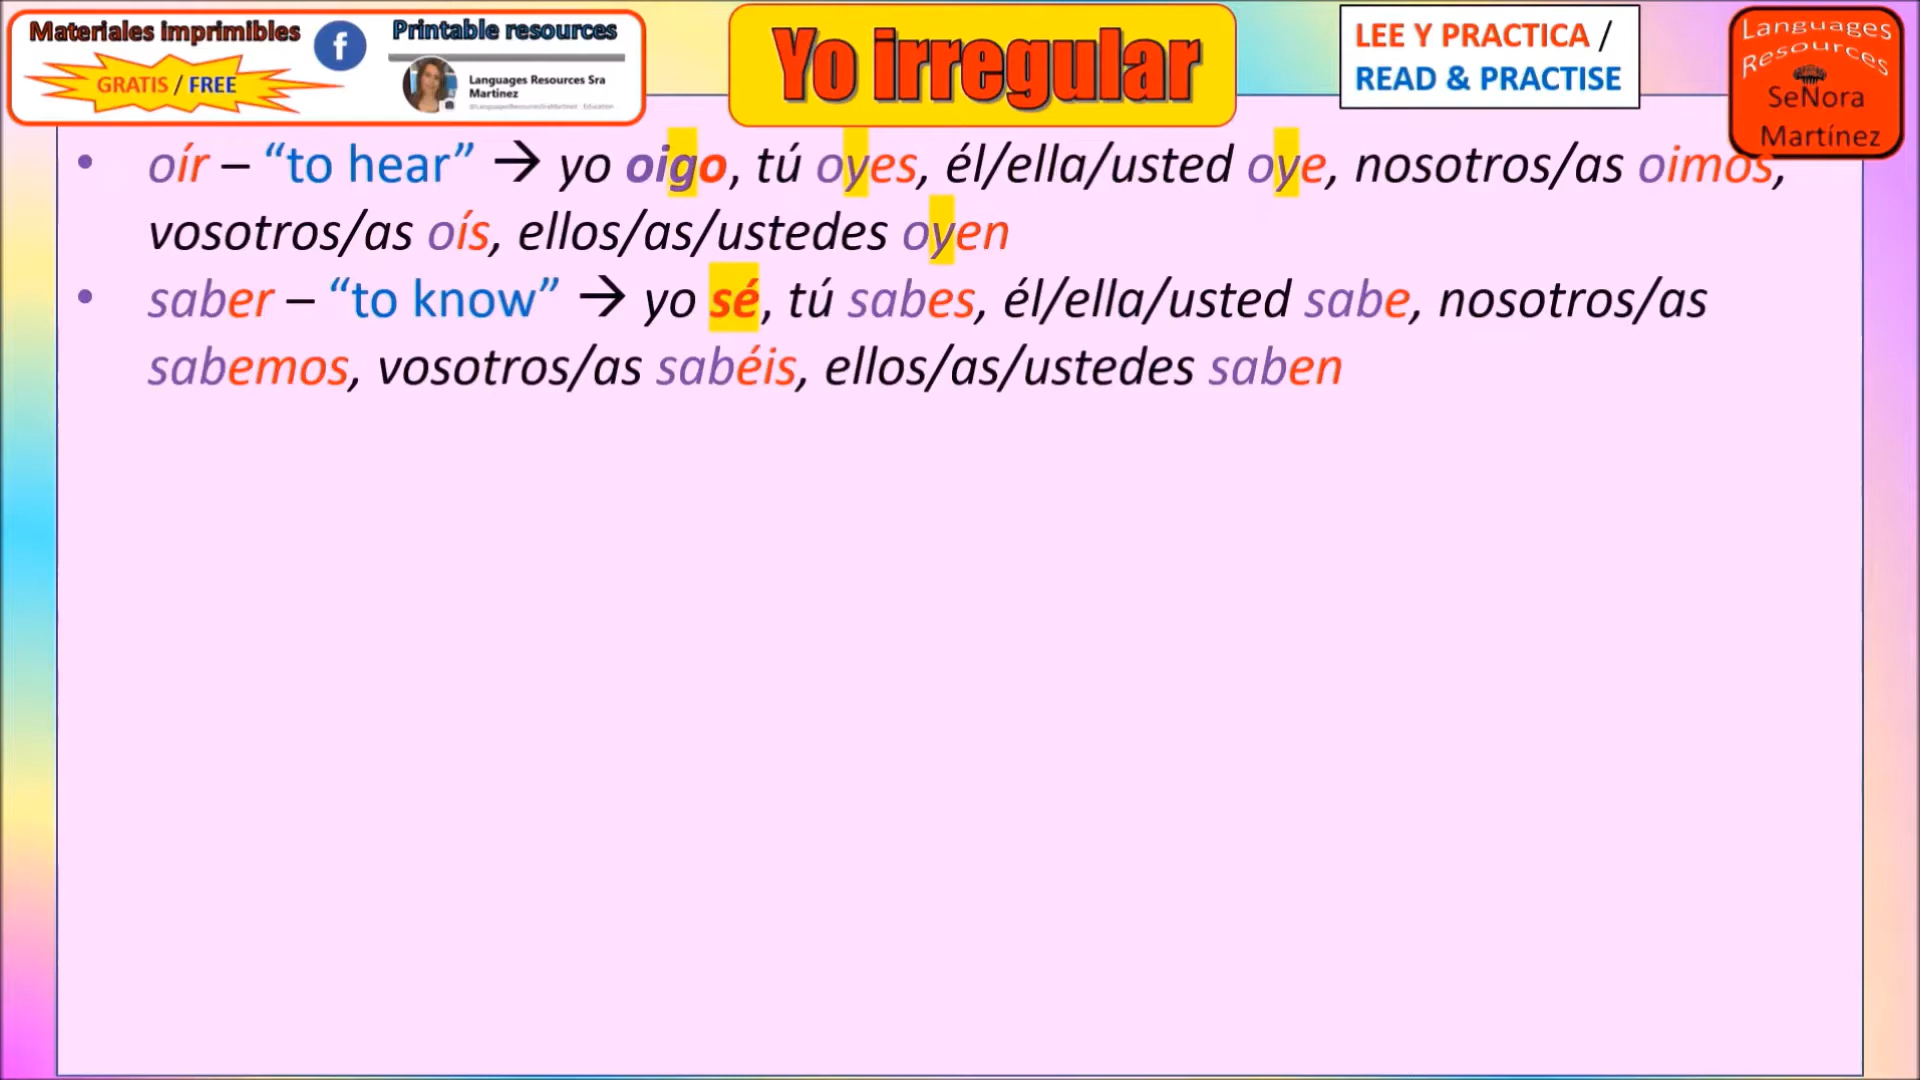 Materiales imprimibles
GRATIS / FREE
f
Printable resources
Languages Resources Sra
Martínez
@LanguagesResourcesSraMartinez · Education
Yo irregular
LEE Y PRACTICA /
READ & PRACTISE
Languages
Resources
SeNora
Martínez
• oír – “to hear” → yo oigo, tú oyes, él/ella/usted oye, nosotros/as oimos,
vosotros/as oís, ellos/as/ustedes oyen
• saber – “to know” → yo sé, tú sabes, él/ella/usted sabe, nosotros/as
sabemos, vosotros/as sabéis, ellos/as/ustedes saben